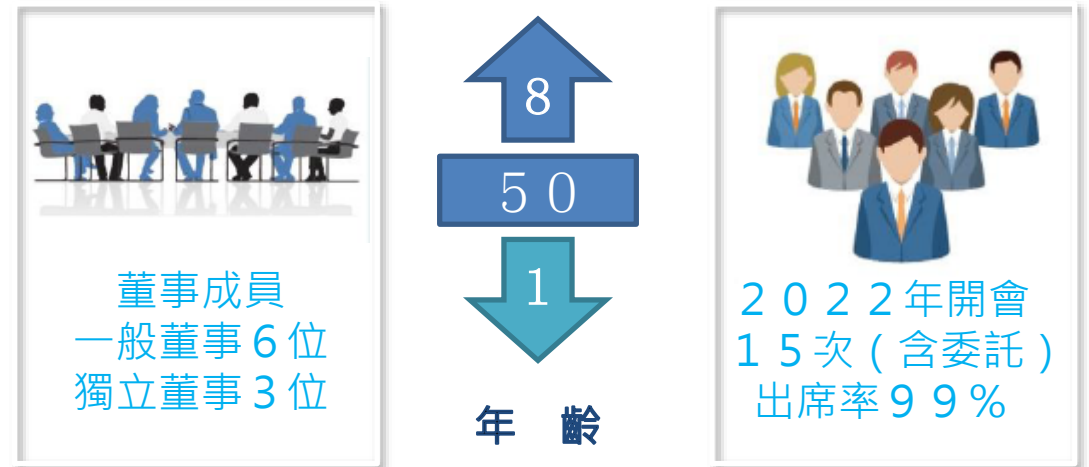 董事成員
一般董事６位
獨立董事３位
8
５０
1
年　齡
２０２２年開會
１５次（含委託）
出席率９９％